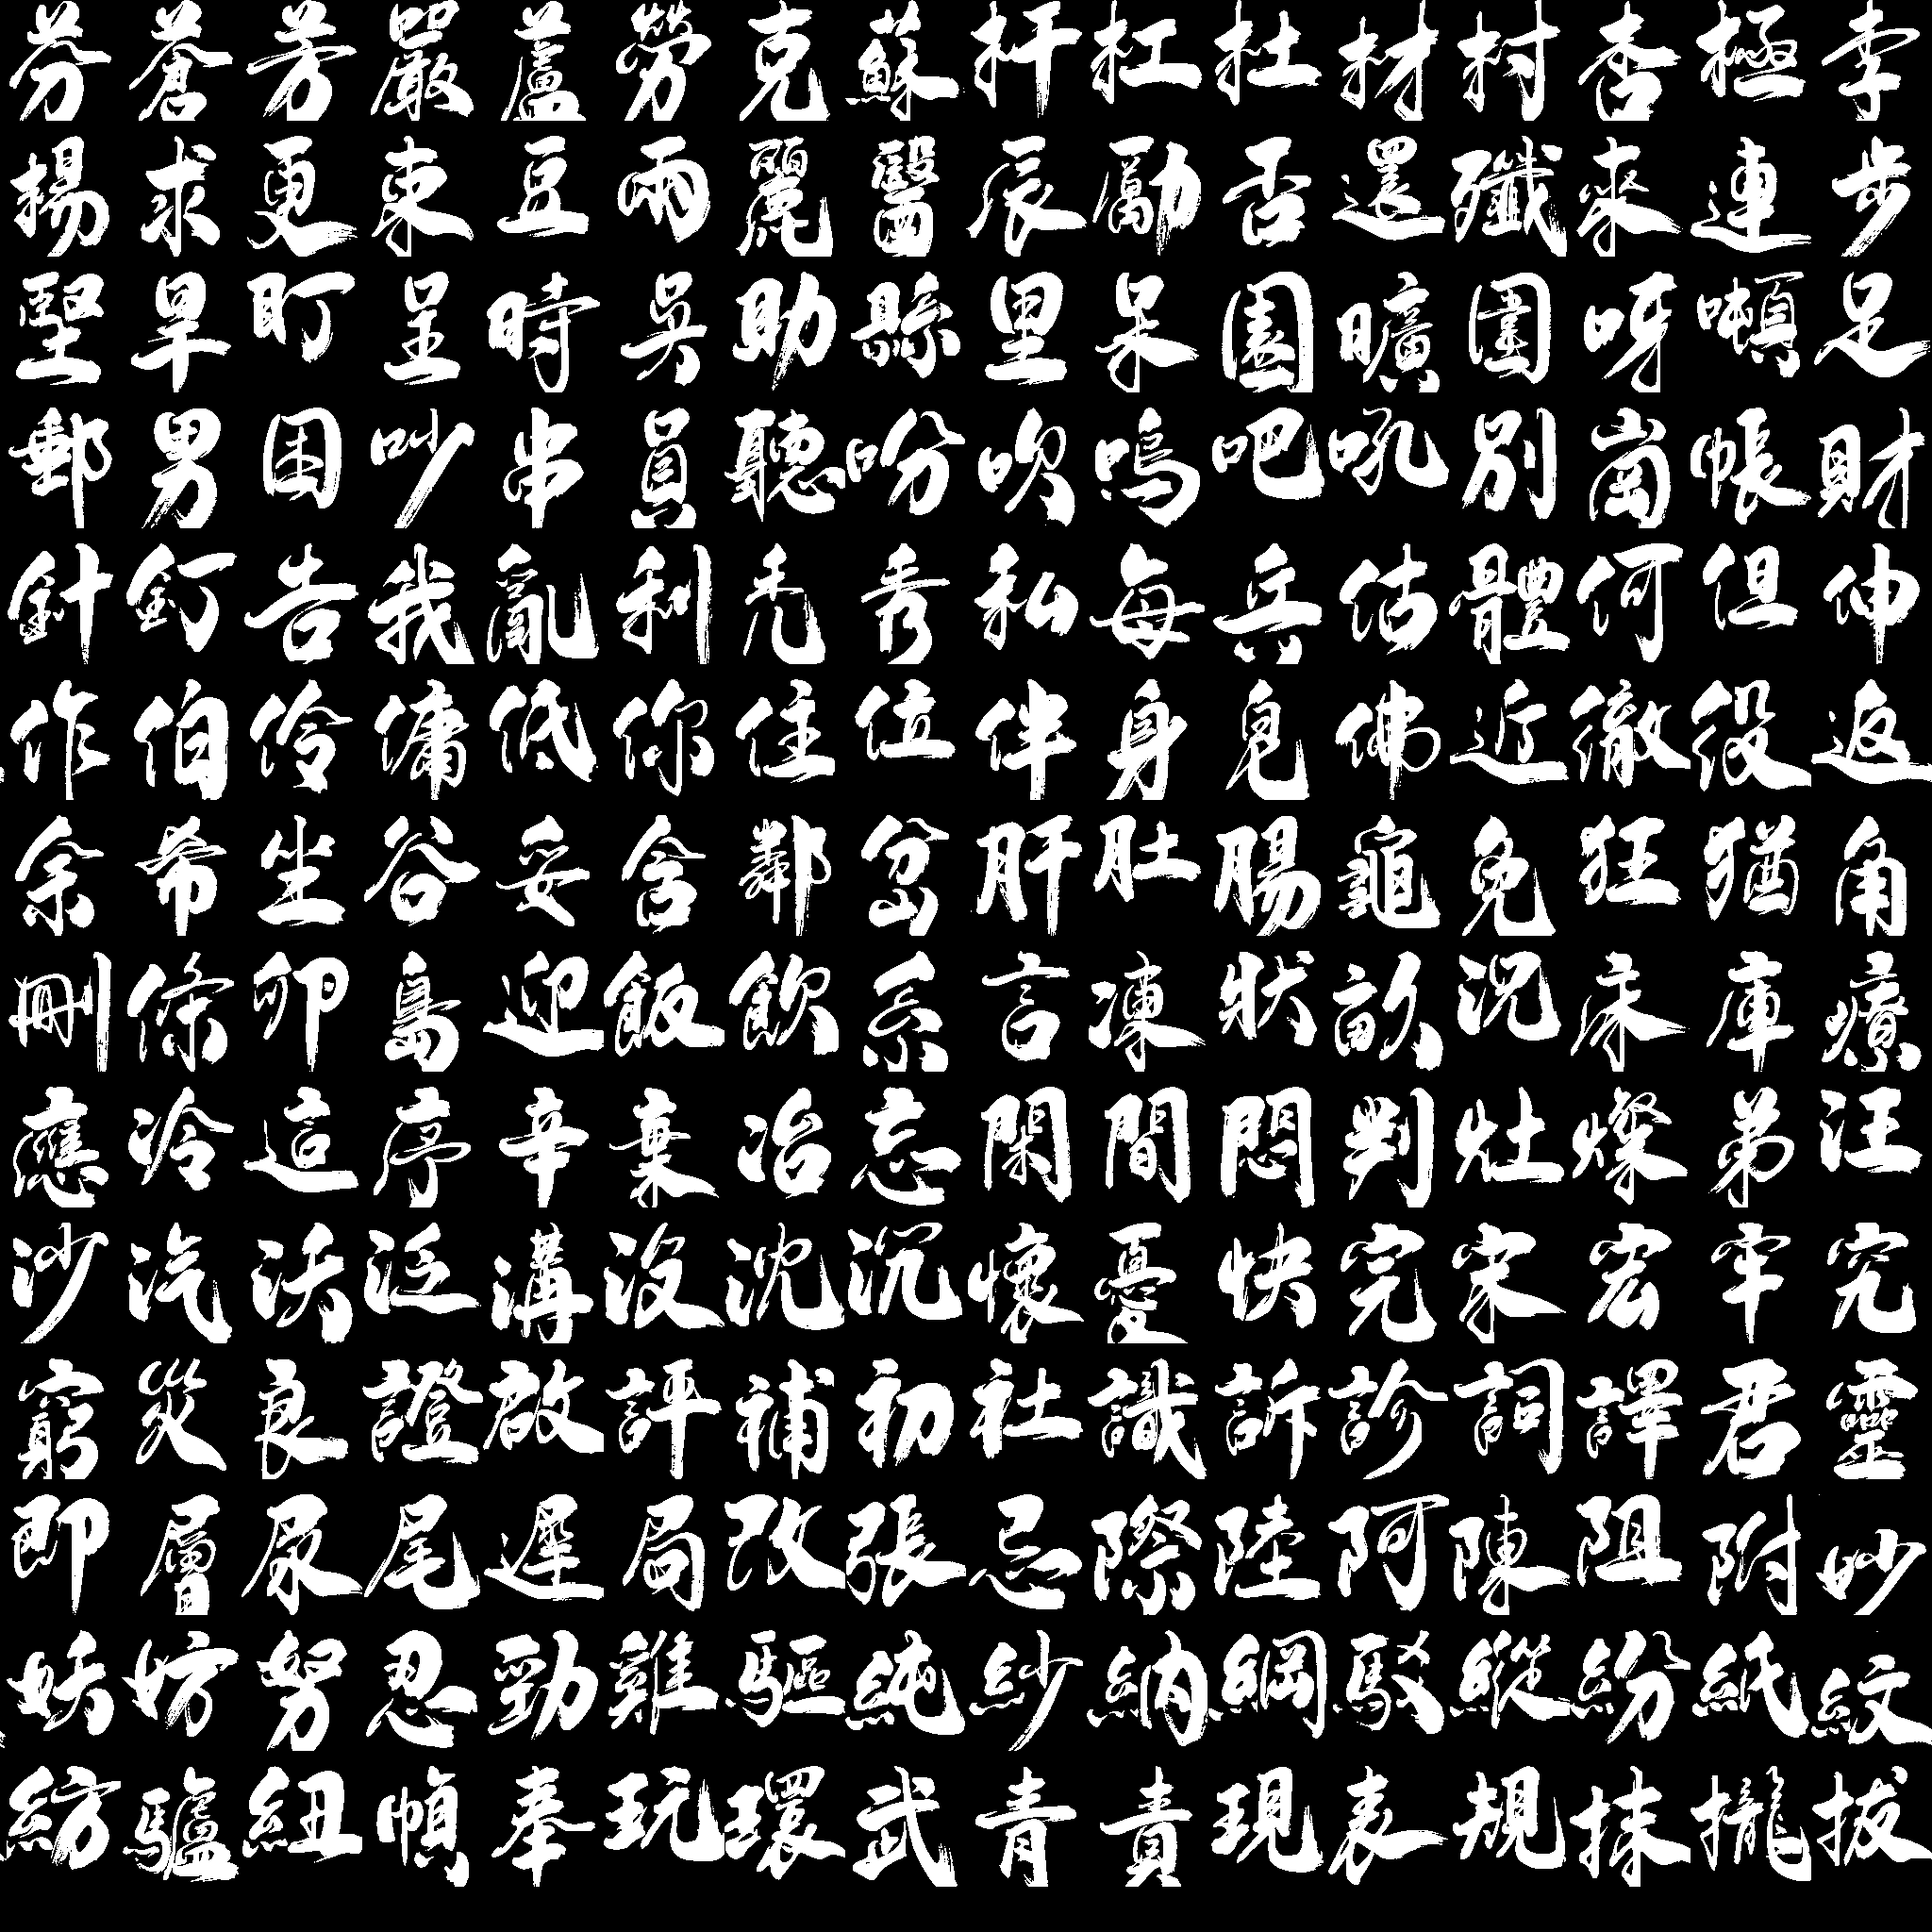 芬蒼芳嚴蘆勞克蘇杆杠杜材村杏極李
揚求更束豆雨麗醫辰勵否還殲來連步
堅旱盯呈時吳助縣里呆園曠圍呀噸足
郵男困吵串員聽吩吹嗚吧吼別崗帳財
針釘告我亂利禿秀私每兵估體何但伸
作伯伶傭低你住位伴身皂佛近徹役返
余希坐谷妥含鄰岔肝肚腸龜免狂猶角
刪條卵島迎飯飲系言凍狀畝況床庫療
應冷這序辛棄冶忘閑間悶判灶燦弟汪
沙汽沃泛溝沒沈沉懷憂快完宋宏牢究
窮災良證啟評補初社識訴診詞譯君靈
即層尿尾遲局改張忌際陸阿陳阻附妙
妖妨努忍勁雞驅純紗納綱駁縱紛紙紋
紡驢紐幀奉玩環武青責現表規抹攏拔